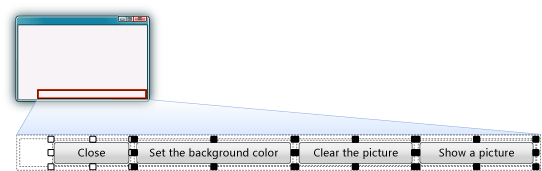 Close
Set the background color
Clear the picture
Show a picture